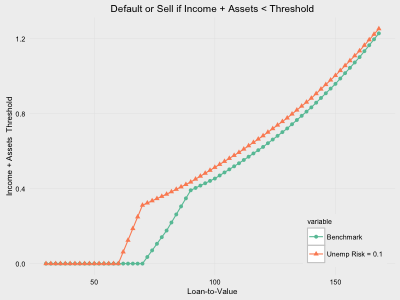 Default or Sell if Income + Assets < Threshold
Income + Assets Threshold
1.2
0.8
0.4
0.0
50
100
150
Loan-to-Value
variable
Benchmark
Unemp Risk = 0.1